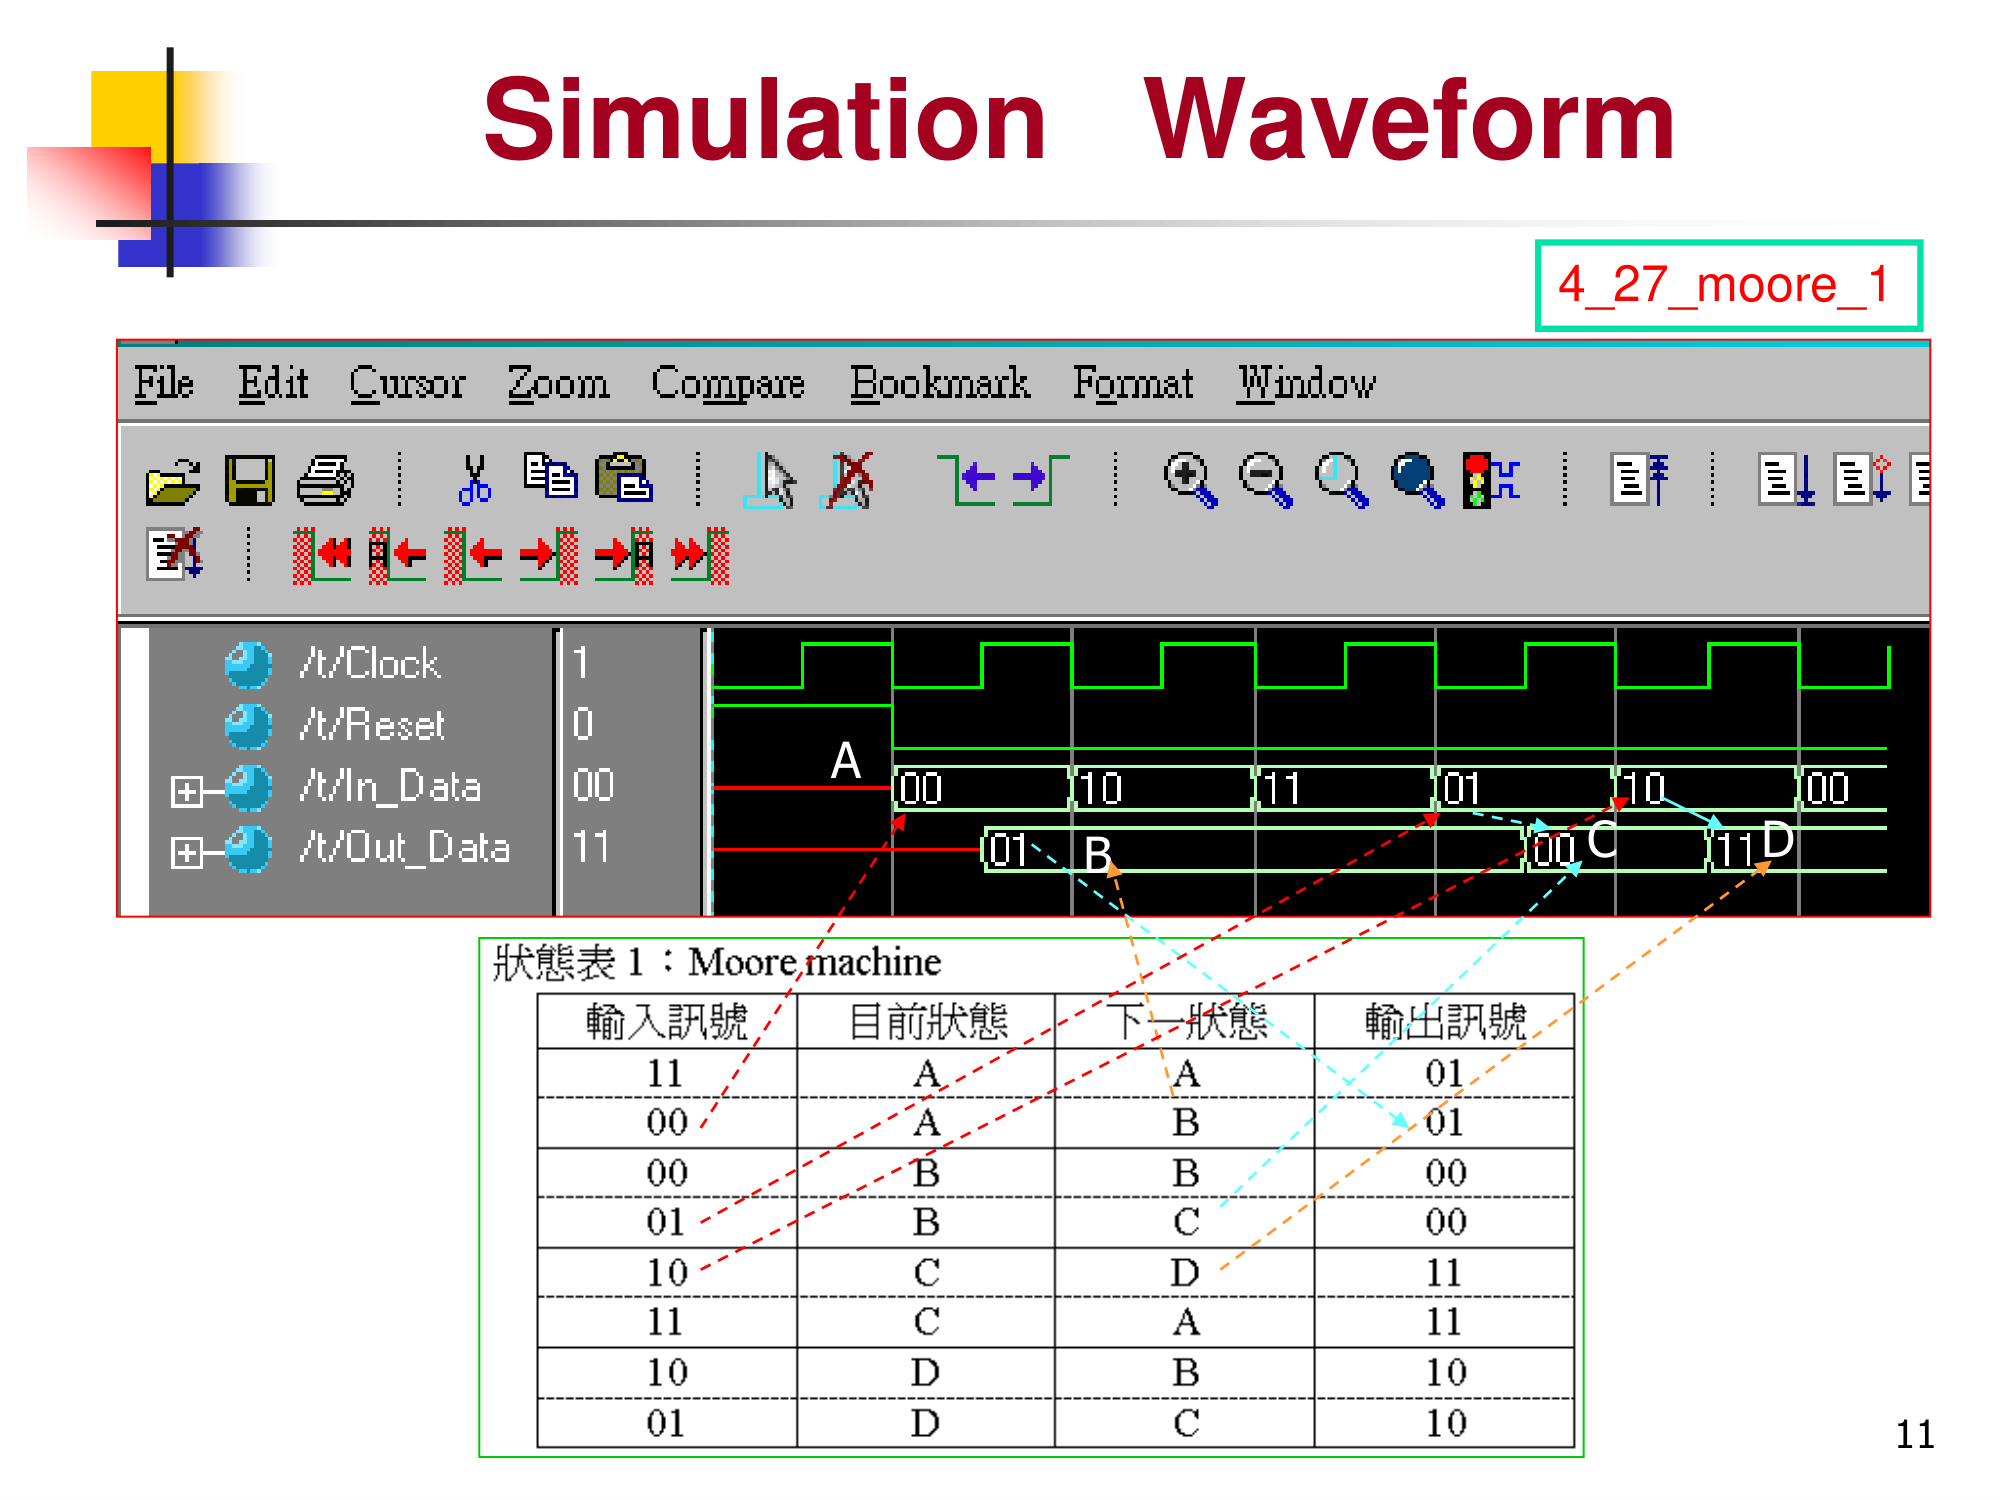 Simulation Waveform
4_27_moore_1
File Edit Cursor Zoom Compare Bookmark Format Window
/t/Clock 1
/t/Reset 0
A
/t/In_Data 00 00 10 11 01 10 00
/t/Out_Data 11 01 B 00 C 11 D
狀態表 1：Moore machine
輸入訊號 目前狀態 下一狀態 輸出訊號
11 A A 01
00 A B 01
00 B B 00
01 B C 00
10 C D 11
11 C A 11
10 D B 10
01 D C 10
11